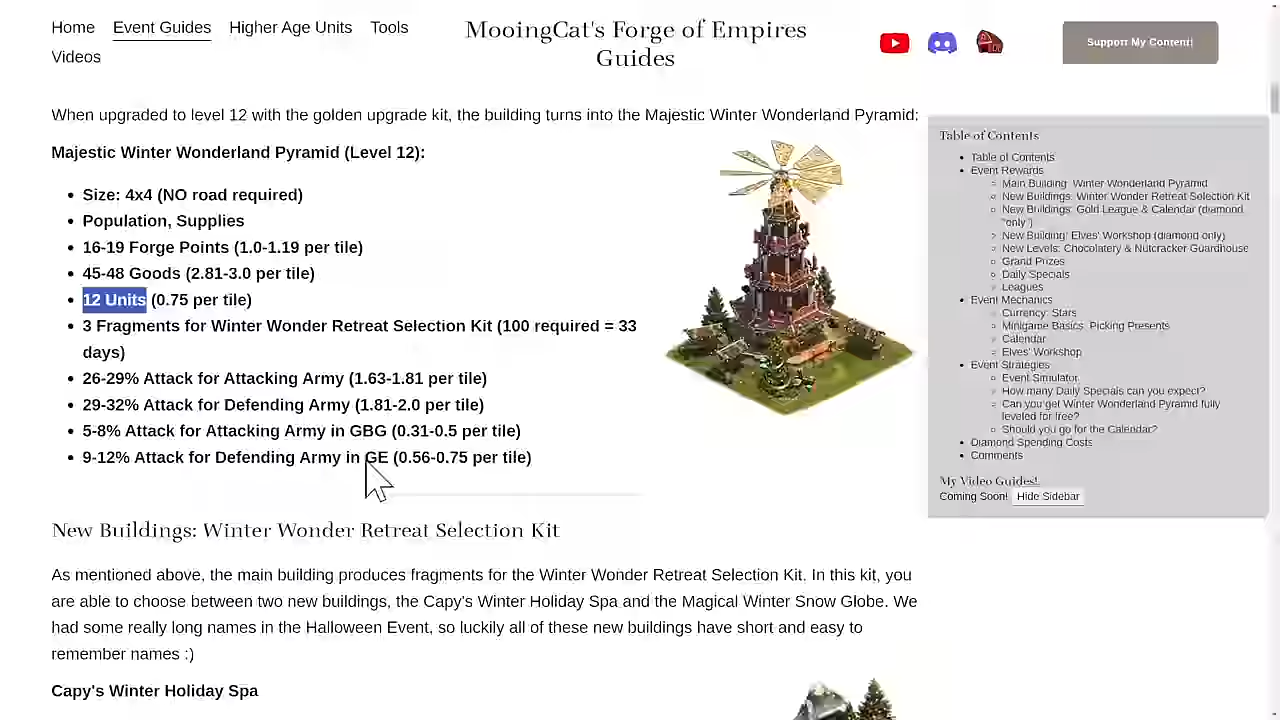 Home Event Guides Higher Age Units Tools
Videos
MooingCat's Forge of Empires
Guides
Support My Content!
When upgraded to level 12 with the golden upgrade kit, the building turns into the Majestic Winter Wonderland Pyramid:
Majestic Winter Wonderland Pyramid (Level 12):
• Size: 4x4 (NO road required)
• Population, Supplies
• 16-19 Forge Points (1.0-1.19 per tile)
• 45-48 Goods (2.81-3.0 per tile)
• 12 Units (0.75 per tile)
• 3 Fragments for Winter Wonder Retreat Selection Kit (100 required = 33
days)
• 26-29% Attack for Attacking Army (1.63-1.81 per tile)
• 29-32% Attack for Defending Army (1.81-2.0 per tile)
• 5-8% Attack for Attacking Army in GBG (0.31-0.5 per tile)
• 9-12% Attack for Defending Army in GE (0.56-0.75 per tile)
New Buildings: Winter Wonder Retreat Selection Kit
As mentioned above, the main building produces fragments for the Winter Wonder Retreat Selection Kit. In this kit, you
are able to choose between two new buildings, the Capy's Winter Holiday Spa and the Magical Winter Snow Globe. We
had some really long names in the Halloween Event, so luckily all of these new buildings have short and easy to
remember names :)
Capy's Winter Holiday Spa
Table of Contents
• Table of Contents
• Event Rewards
◦ Main Building: Winter Wonderland Pyramid
◦ New Buildings: Winter Wonder Retreat Selection Kit
◦ New Buildings: Gold League & Calendar (diamond
"only")
◦ New Building: Elves' Workshop (diamond only)
◦ New Levels: Chocolatery & Nutcracker Guardhouse
◦ Grand Prizes
◦ Daily Specials
◦ Leagues
• Event Mechanics
◦ Currency: Stars
◦ Minigame Basics: Picking Presents
◦ Calendar
◦ Elves' Workshop
• Event Strategies
◦ Event Simulator
◦ How many Daily Specials can you expect?
◦ Can you get Winter Wonderland Pyramid fully
leveled for free?
◦ Should you go for the Calendar?
• Diamond Spending Costs
• Comments
My Video Guides!
Coming Soon! Hide Sidebar